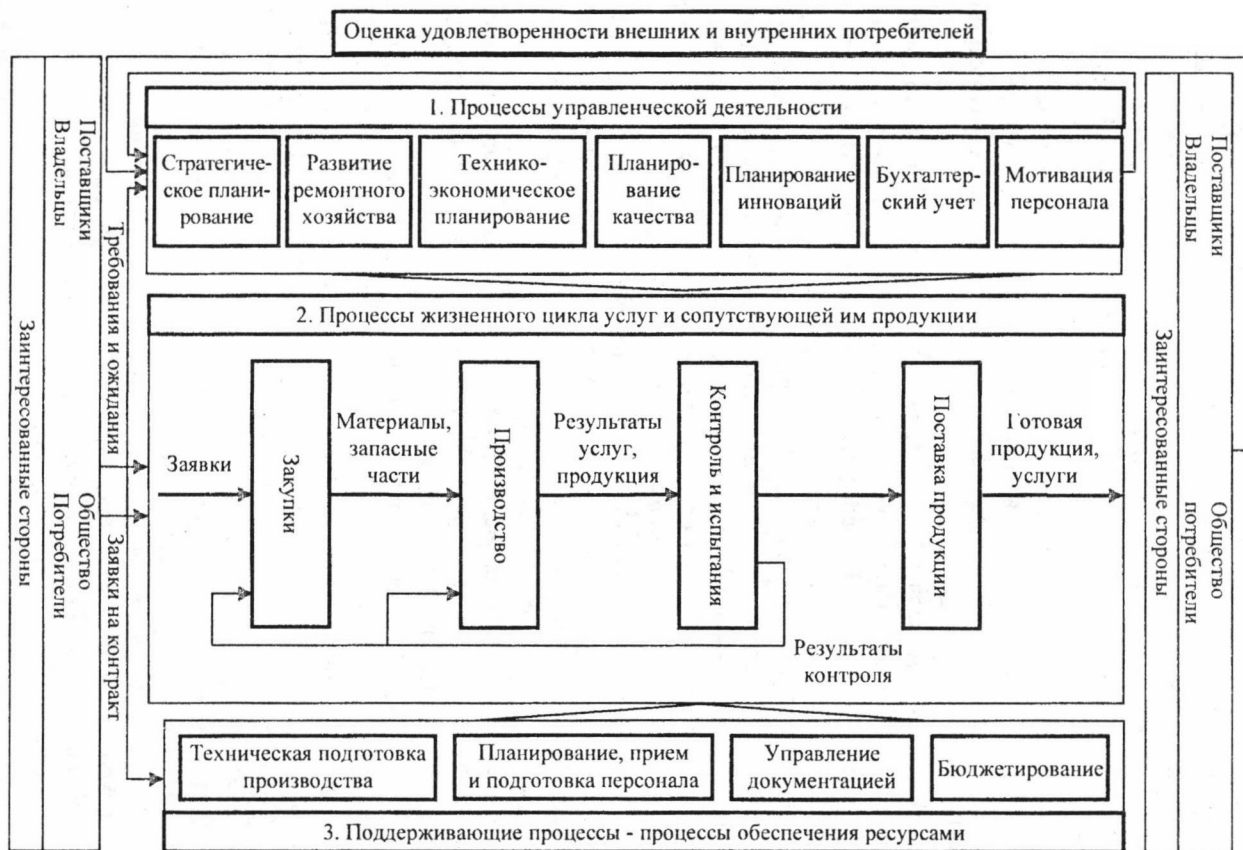 Оценка удовлетворенности внешних и внутренних потребителей
Заинтересованные стороны
Поставщики
Владельцы
Общество
Потребители
Требования и ожидания
Заявки на контракт
1. Процессы управленческой деятельности
Стратегиче-
ское плани-
рование
Развитие
ремонтного
хозяйства
Технико-
экономическое
планирование
Планиро-
вание
качества
Планирование
инноваций
Бухгалтер-
ский учет
Мотивация
персонала
2. Процессы жизненного цикла услуг и сопутствующей им продукции
Заявки
Закупки
Материалы,
запасные
части
Производство
Результаты
услуг,
продукция
Контроль и испытания
Поставка продукции
Готовая
продукция,
услуги
Результаты
контроля
Техническая подготовка
производства
Планирование, прием
и подготовка персонала
Управление
документацией
Бюджетирование
3. Поддерживающие процессы - процессы обеспечения ресурсами
Заинтересованные стороны
Поставщики
Владельцы
Общество
потребители